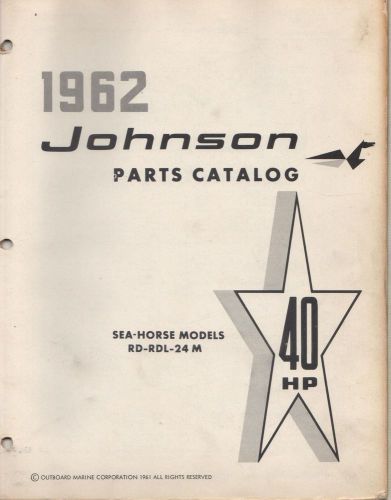 1962
Johnson
PARTS CATALOG
SEA-HORSE MODELS
RD-RDL-24 M
40
HP
© OUTBOARD MARINE CORPORATION 1961 ALL RIGHTS RESERVED